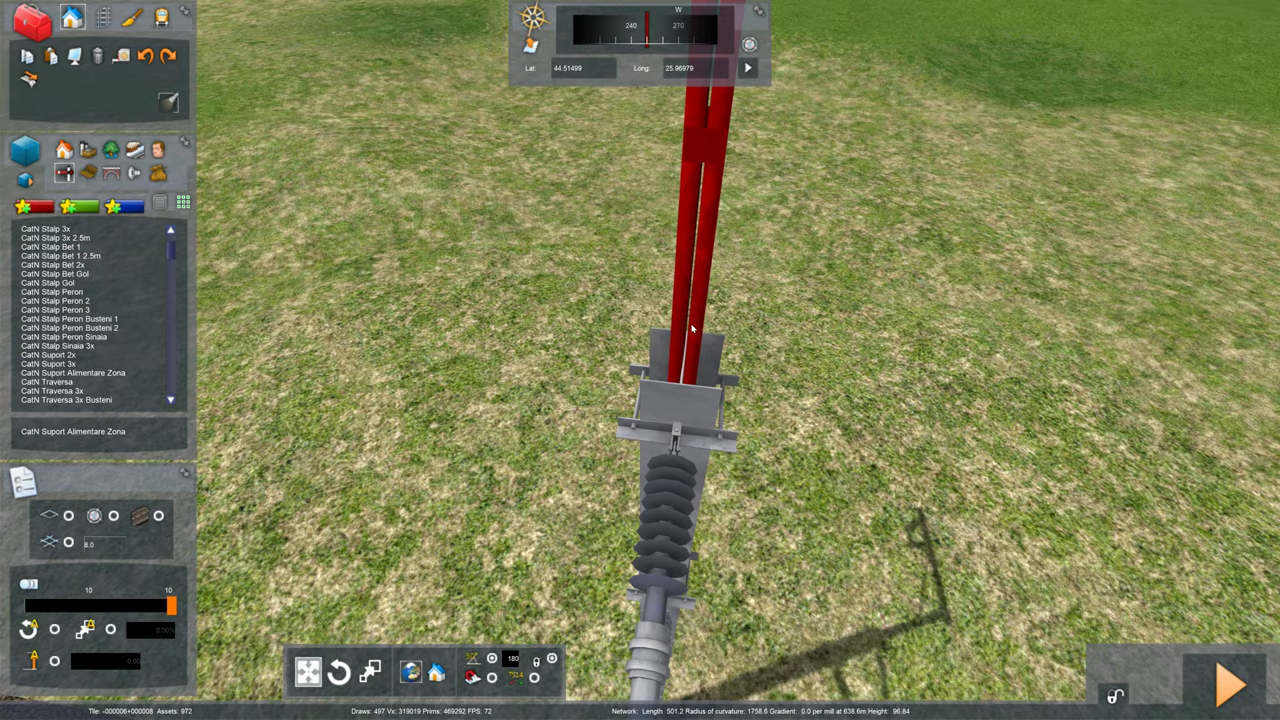 W
240
270
Lat:
44.51499
Long:
25.96979
CatN Stalp 3x
CatN Stalp 3x 2.5m
CatN Stalp Bet 1
CatN Stalp Bet 1 2.5m
CatN Stalp Bet 2x
CatN Stalp Bet Gol
CatN Stalp Gol
CatN Stalp Peron
CatN Stalp Peron 2
CatN Stalp Peron 3
CatN Stalp Peron Busteni 1
CatN Stalp Peron Busteni 2
CatN Stalp Peron Sinaia
CatN Stalp Sinaia 3x
CatN Suport 2x
CatN Suport 3x
CatN Suport Alimentare Zona
CatN Traversa
CatN Traversa 3x
CatN Traversa 3x Busteni
CatN Suport Alimentare Zona
8.0
10
10
0.00%
0.00
180
Tile: -000006+000008 Assets: 972
Draws: 497 Vx: 319019 Prims: 469292 FPS: 72
Network: Length 501.2 Radius of curvature: 1758.6 Gradient: 0.0 per mill at 638.6m Height: 96.84